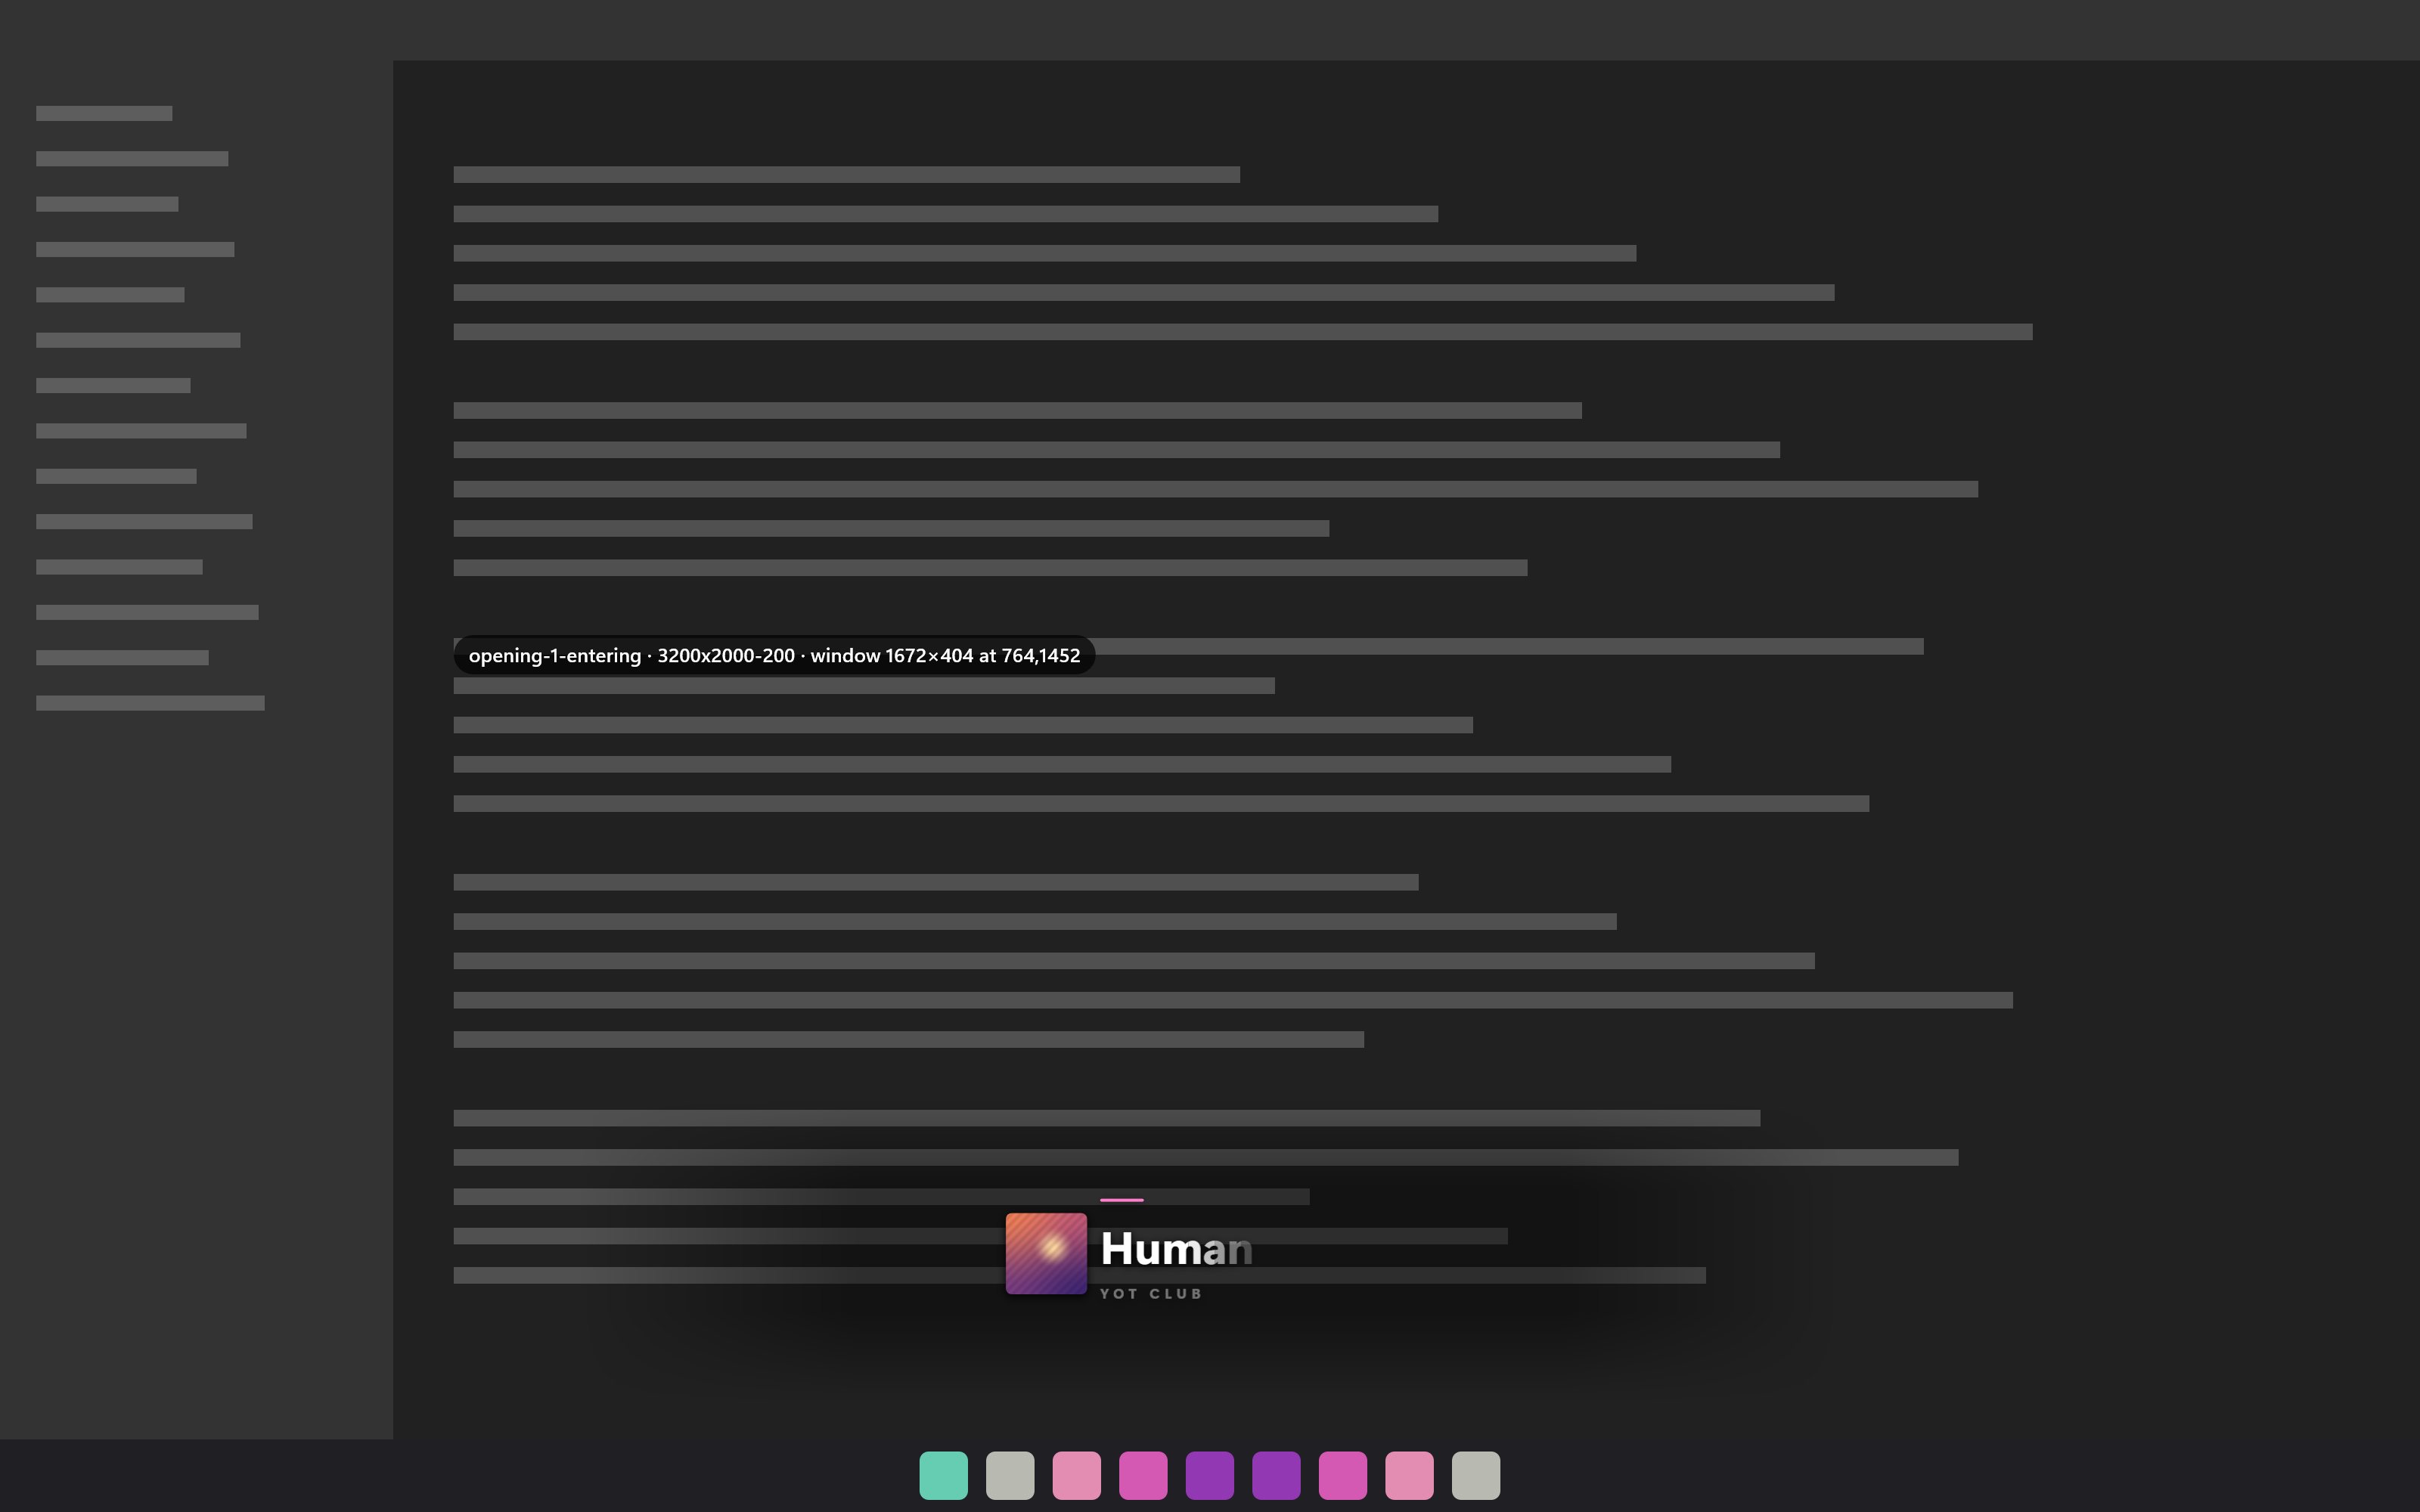 opening-1-entering · 3200x2000-200 · window 1672×404 at 764,1452
Human
YOT CLUB